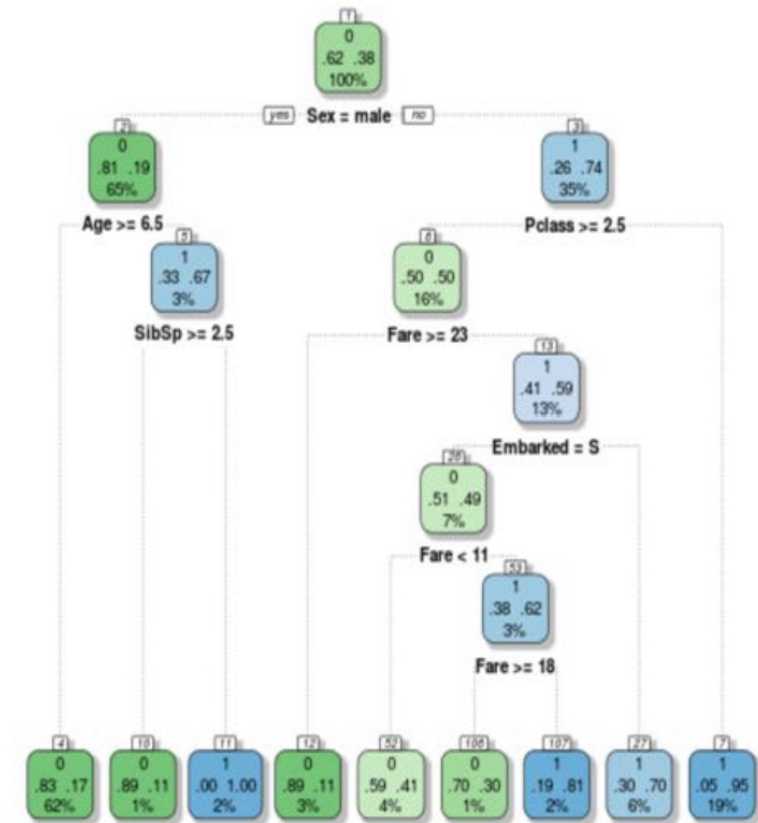 1
0
.62 .38
100%
yes Sex = male no
2 3
0 1
.81 .19 .26 .74
65% 35%
Age >= 6.5 Pclass >= 2.5
5 6
1 0
.33 .67 .50 .50
3% 16%
SibSp >= 2.5 Fare >= 23
13
1
.41 .59
13%
Embarked = S
26
0
.51 .49
7%
Fare < 11
53
1
.38 .62
3%
Fare >= 18
4 10 11 12 52 106 107 27 7
0 0 1 0 0 0 1 1 1
.83 .17 .89 .11 .00 1.00 .89 .11 .59 .41 .70 .30 .19 .81 .30 .70 .05 .95
62% 1% 2% 3% 4% 1% 2% 6% 19%